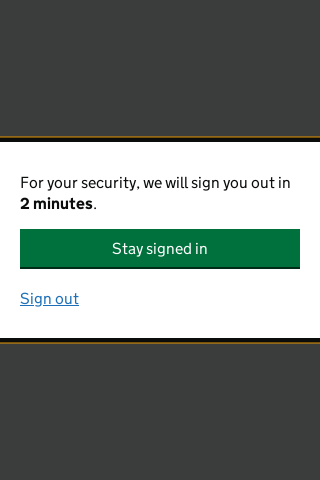 For your security, we will sign you out in
2 minutes.
Stay signed in
Sign out